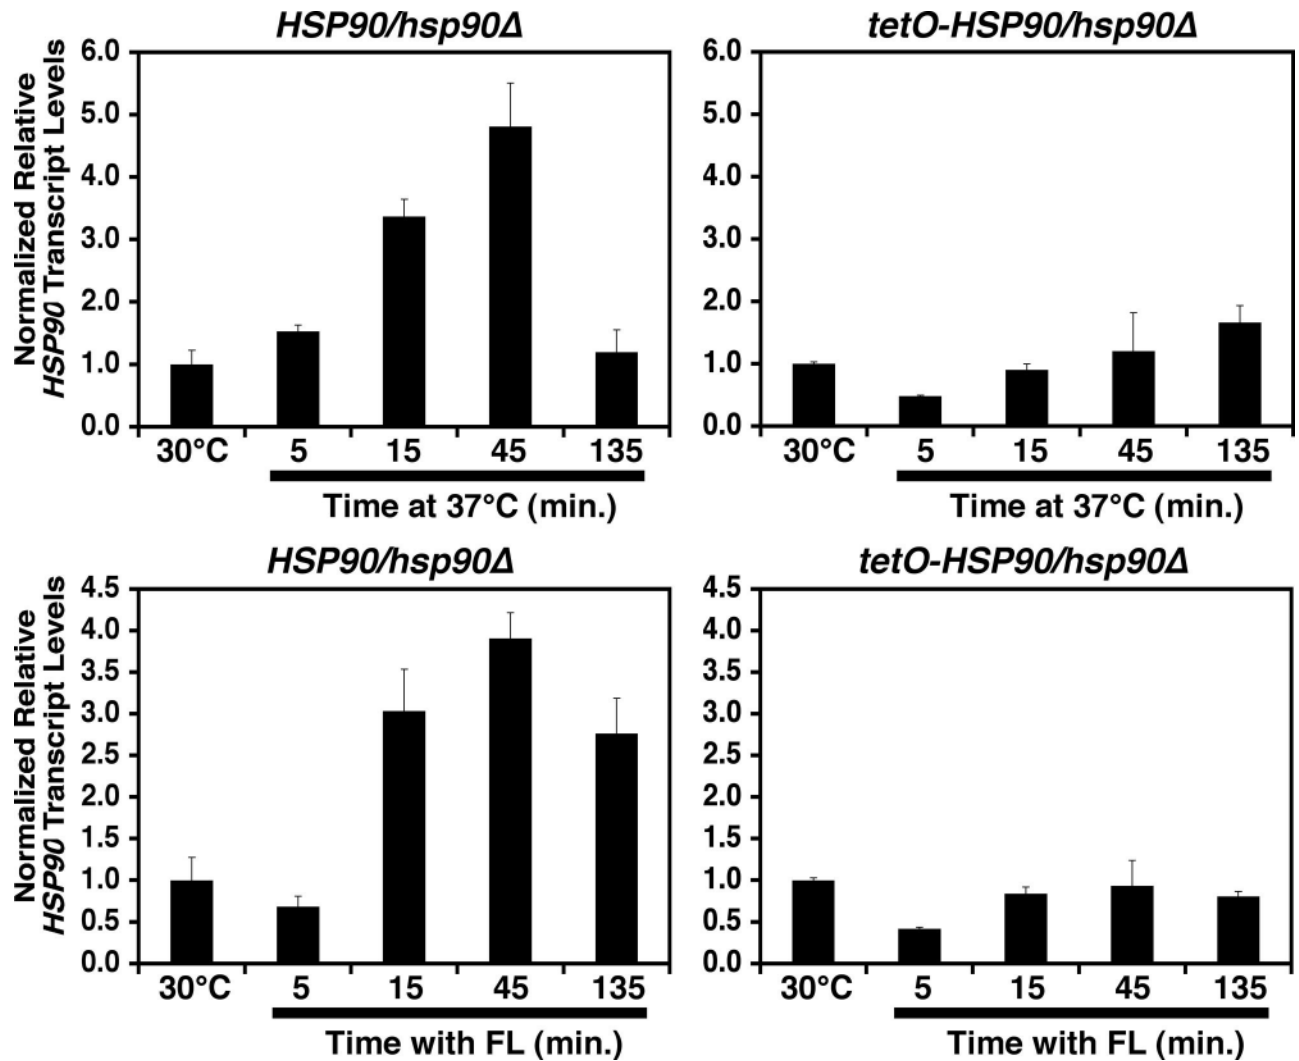 HSP90/hsp90Δ
Normalized Relative
HSP90 Transcript Levels
6.0
5.0
4.0
3.0
2.0
1.0
0.0
30°C 5 15 45 135
Time at 37°C (min.)
tetO-HSP90/hsp90Δ
6.0
5.0
4.0
3.0
2.0
1.0
0.0
30°C 5 15 45 135
Time at 37°C (min.)
HSP90/hsp90Δ
Normalized Relative
HSP90 Transcript Levels
4.5
4.0
3.5
3.0
2.5
2.0
1.5
1.0
0.5
0.0
30°C 5 15 45 135
Time with FL (min.)
tetO-HSP90/hsp90Δ
4.5
4.0
3.5
3.0
2.5
2.0
1.5
1.0
0.5
0.0
30°C 5 15 45 135
Time with FL (min.)